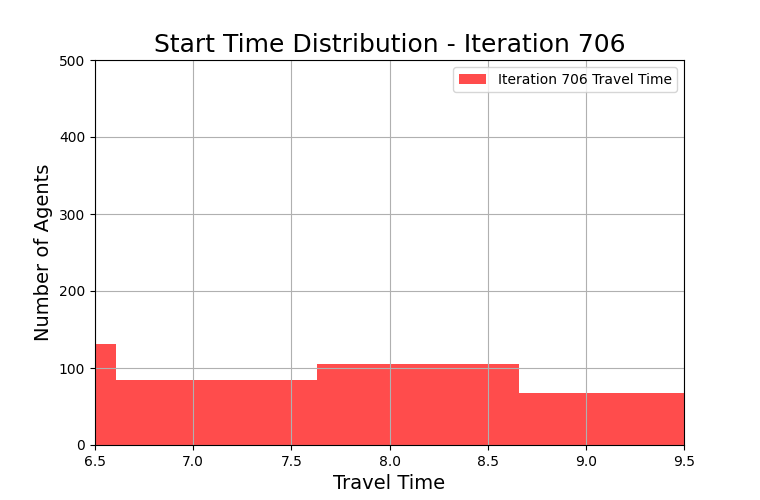 Start Time Distribution - Iteration 706
Iteration 706 Travel Time
Number of Agents
500
400
300
200
100
0
6.5 7.0 7.5 8.0 8.5 9.0 9.5
Travel Time